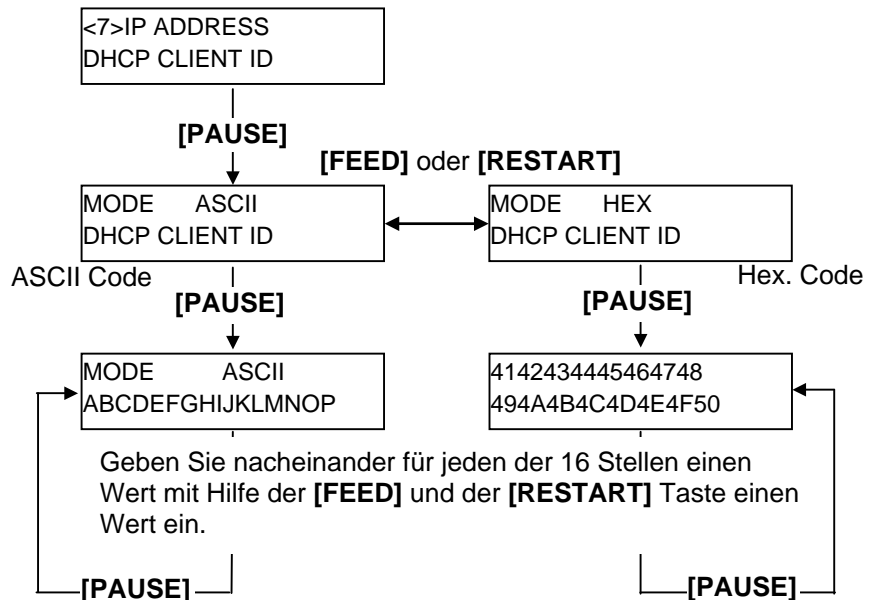 <7>IP ADDRESS
DHCP CLIENT ID
[PAUSE]
[FEED] oder [RESTART]
MODE ASCII
DHCP CLIENT ID
MODE HEX
DHCP CLIENT ID
ASCII Code
Hex. Code
[PAUSE]
[PAUSE]
MODE ASCII
ABCDEFGHIJKLMNOP
4142434445464748
494A4B4C4D4E4F50
Geben Sie nacheinander für jeden der 16 Stellen einen
Wert mit Hilfe der [FEED] und der [RESTART] Taste einen
Wert ein.
[PAUSE]
[PAUSE]